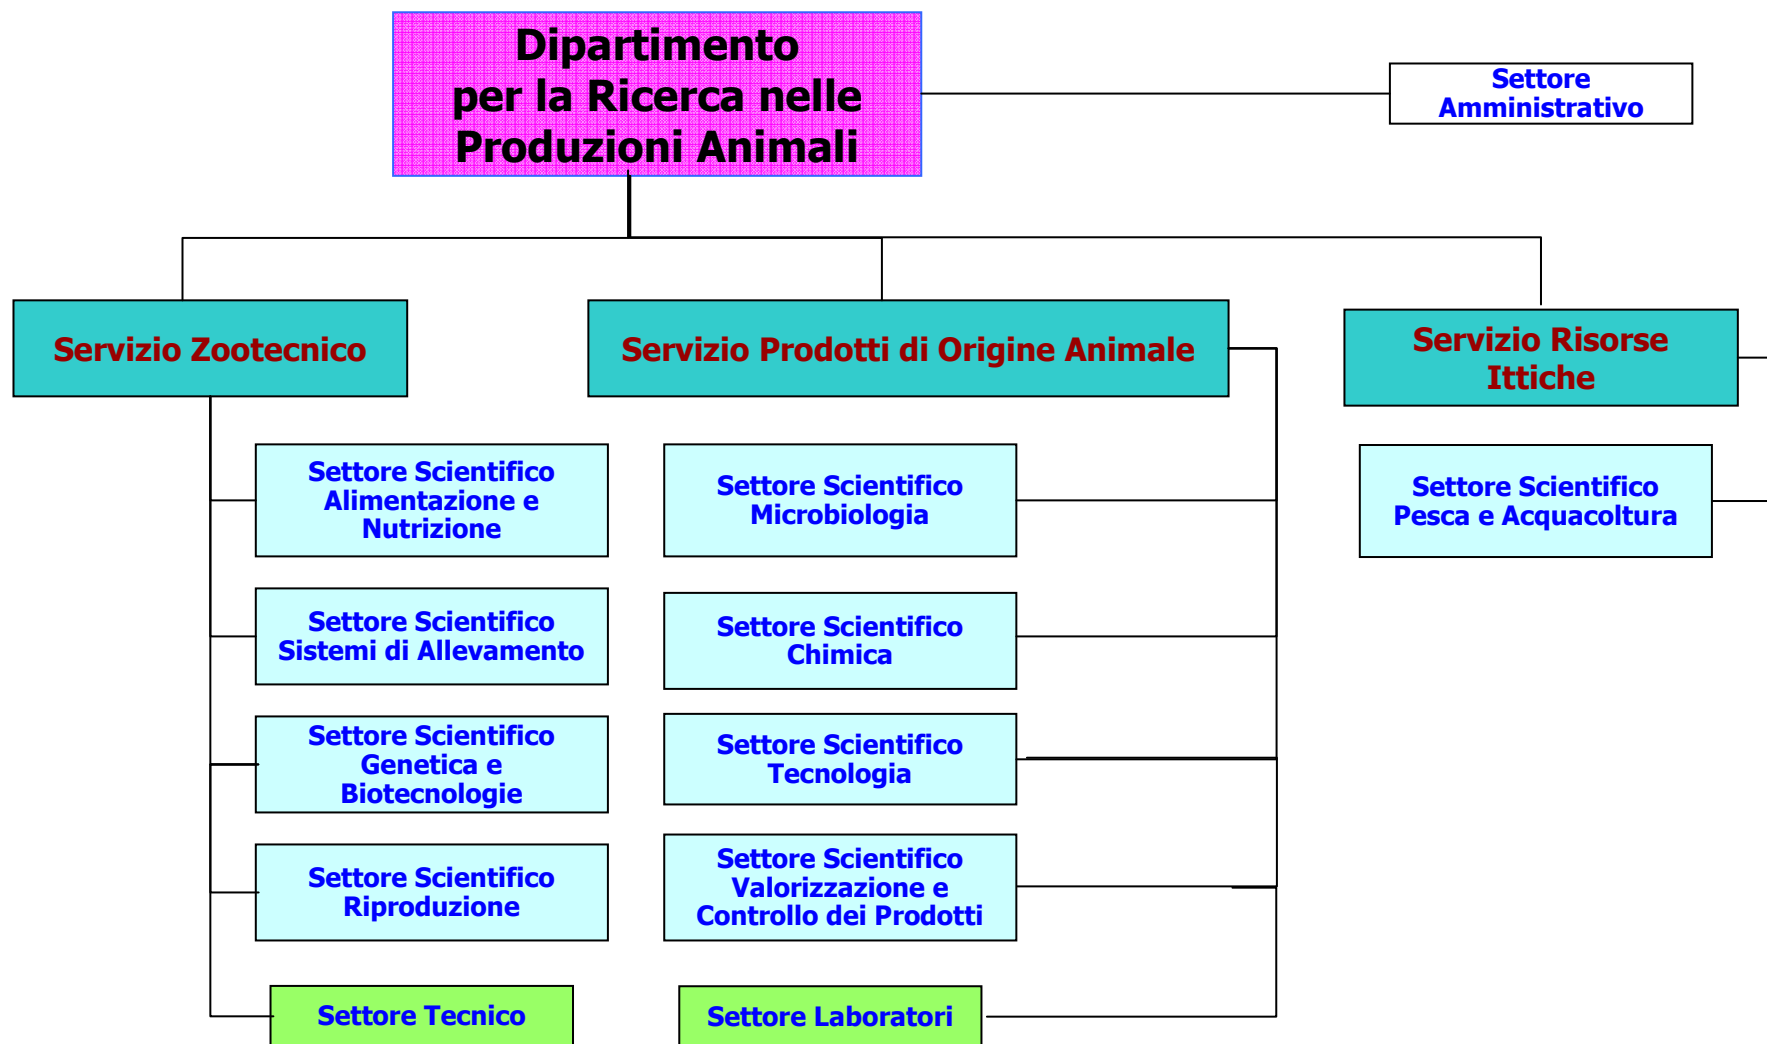 Dipartimento
per la Ricerca nelle
Produzioni Animali
Settore
Amministrativo
Servizio Zootecnico
Servizio Prodotti di Origine Animale
Servizio Risorse
Ittiche
Settore Scientifico
Alimentazione e
Nutrizione
Settore Scientifico
Microbiologia
Settore Scientifico
Pesca e Acquacoltura
Settore Scientifico
Sistemi di Allevamento
Settore Scientifico
Chimica
Settore Scientifico
Genetica e
Biotecnologie
Settore Scientifico
Tecnologia
Settore Scientifico
Riproduzione
Settore Scientifico
Valorizzazione e
Controllo dei Prodotti
Settore Tecnico
Settore Laboratori